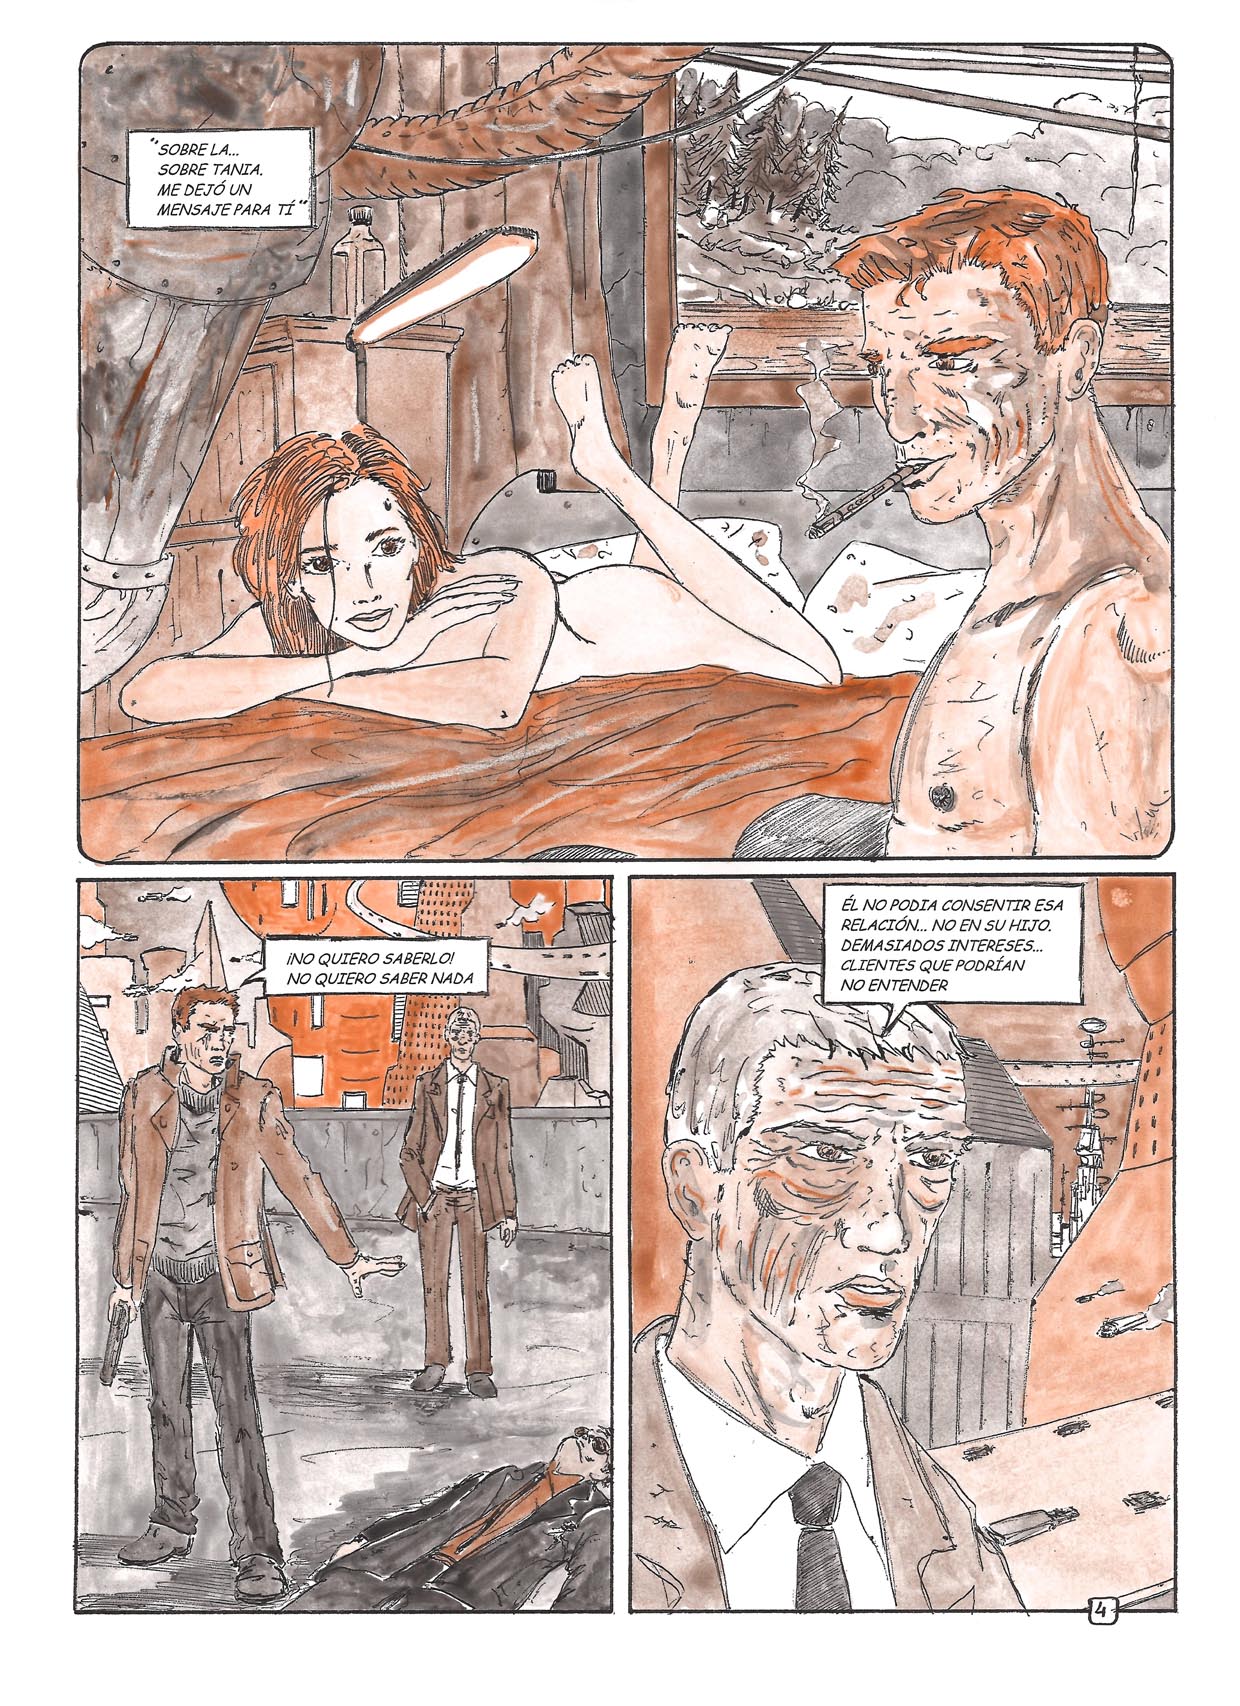 "SOBRE LA...
SOBRE TANIA.
ME DEJÓ UN
MENSAJE PARA TÍ"
¡NO QUIERO SABERLO!
NO QUIERO SABER NADA
ÉL NO PODIA CONSENTIR ESA
RELACIÓN... NO EN SU HIJO.
DEMASIADOS INTERESES...
CLIENTES QUE PODRÍAN
NO ENTENDER
4